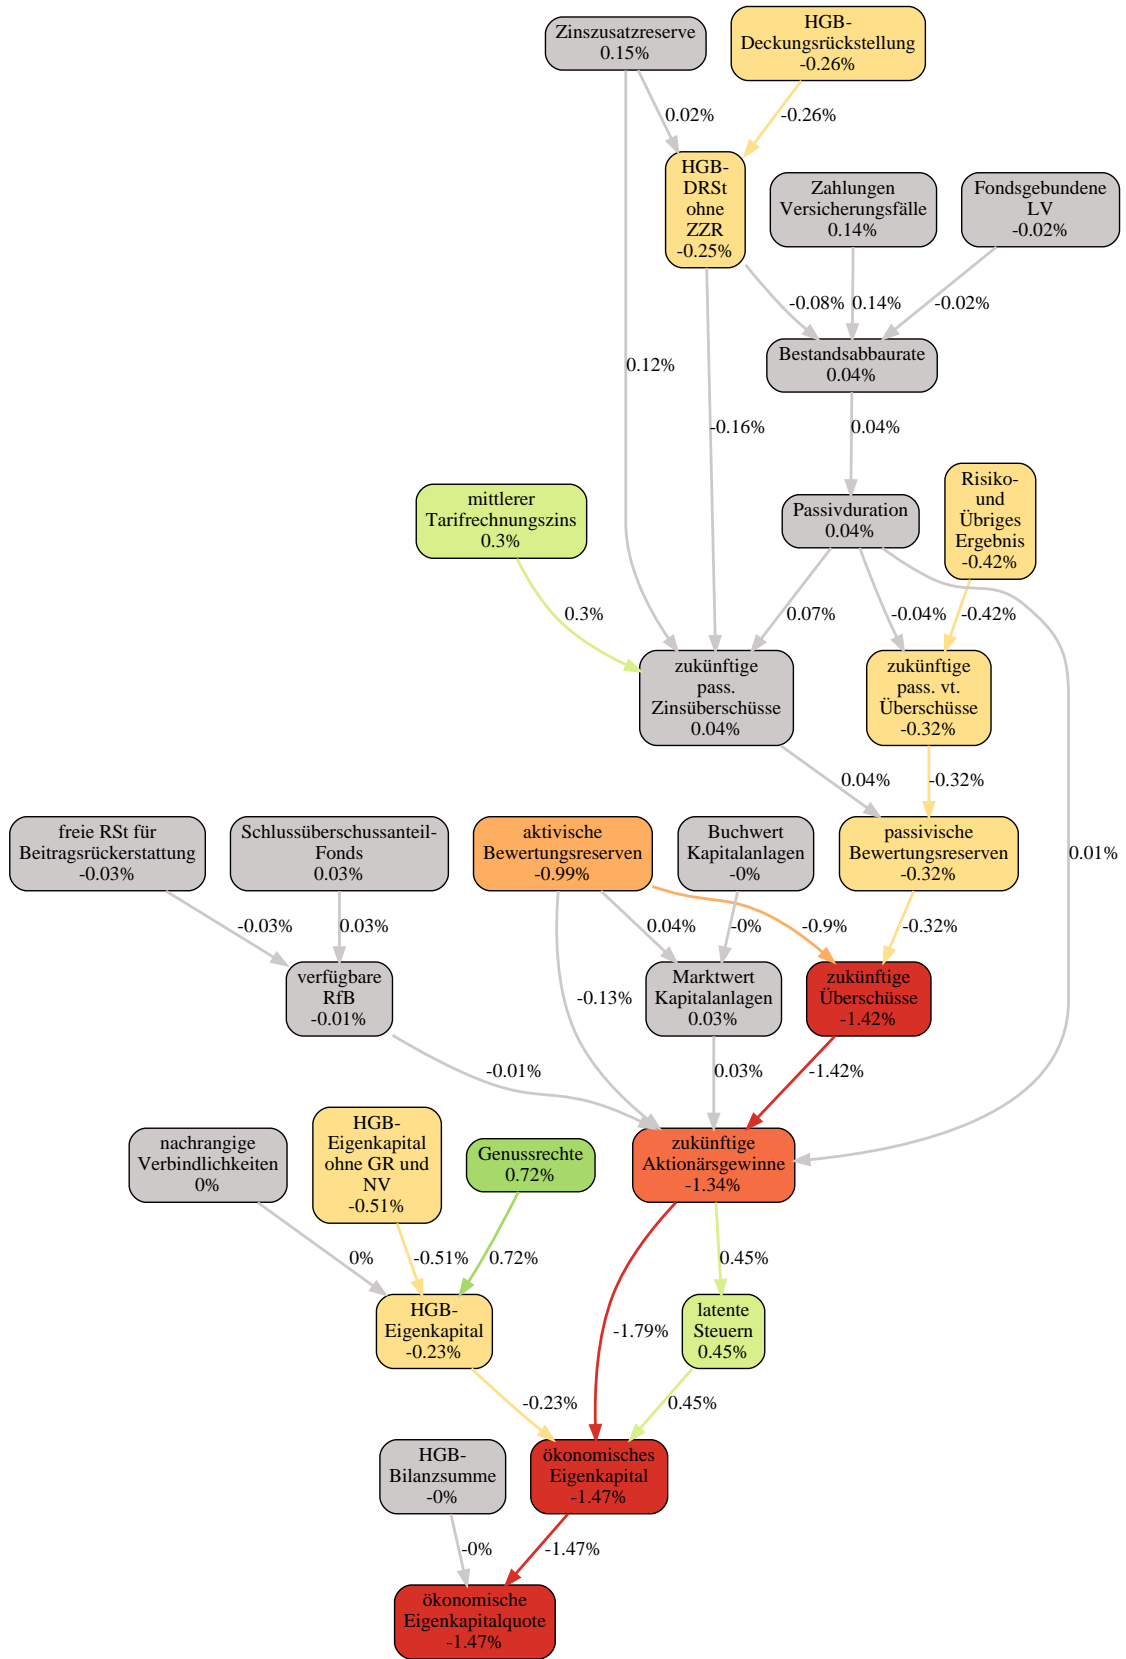 Zinszusatzreserve
0.15%
HGB-
Deckungsrückstellung
-0.26%
0.02%
-0.26%
HGB-
DRSt
ohne
ZZR
-0.25%
Zahlungen
Versicherungsfälle
0.14%
Fondsgebundene
LV
-0.02%
-0.08%
0.14%
-0.02%
Bestandsabbaurate
0.04%
0.12%
-0.16%
0.04%
mittlerer
Tarifrechnungszins
0.3%
Passivduration
0.04%
Risiko-
und
Übriges
Ergebnis
-0.42%
0.3%
0.07%
-0.04%
-0.42%
zukünftige
pass.
Zinsüberschüsse
0.04%
zukünftige
pass. vt.
Überschüsse
-0.32%
0.04%
-0.32%
freie RSt für
Beitragsrückerstattung
-0.03%
Schlussüberschussanteil-
Fonds
0.03%
aktivische
Bewertungsreserven
-0.99%
Buchwert
Kapitalanlagen
-0%
passivische
Bewertungsreserven
-0.32%
0.01%
-0.03%
0.03%
0.04%
-0%
-0.9%
-0.32%
verfügbare
RfB
-0.01%
-0.13%
Marktwert
Kapitalanlagen
0.03%
zukünftige
Überschüsse
-1.42%
-0.01%
0.03%
-1.42%
nachrangige
Verbindlichkeiten
0%
HGB-
Eigenkapital
ohne GR und
NV
-0.51%
Genussrechte
0.72%
zukünftige
Aktionärsgewinne
-1.34%
0%
-0.51%
0.72%
0.45%
HGB-
Eigenkapital
-0.23%
-1.79%
latente
Steuern
0.45%
-0.23%
0.45%
HGB-
Bilanzsumme
-0%
ökonomisches
Eigenkapital
-1.47%
-0%
-1.47%
ökonomische
Eigenkapitalquote
-1.47%